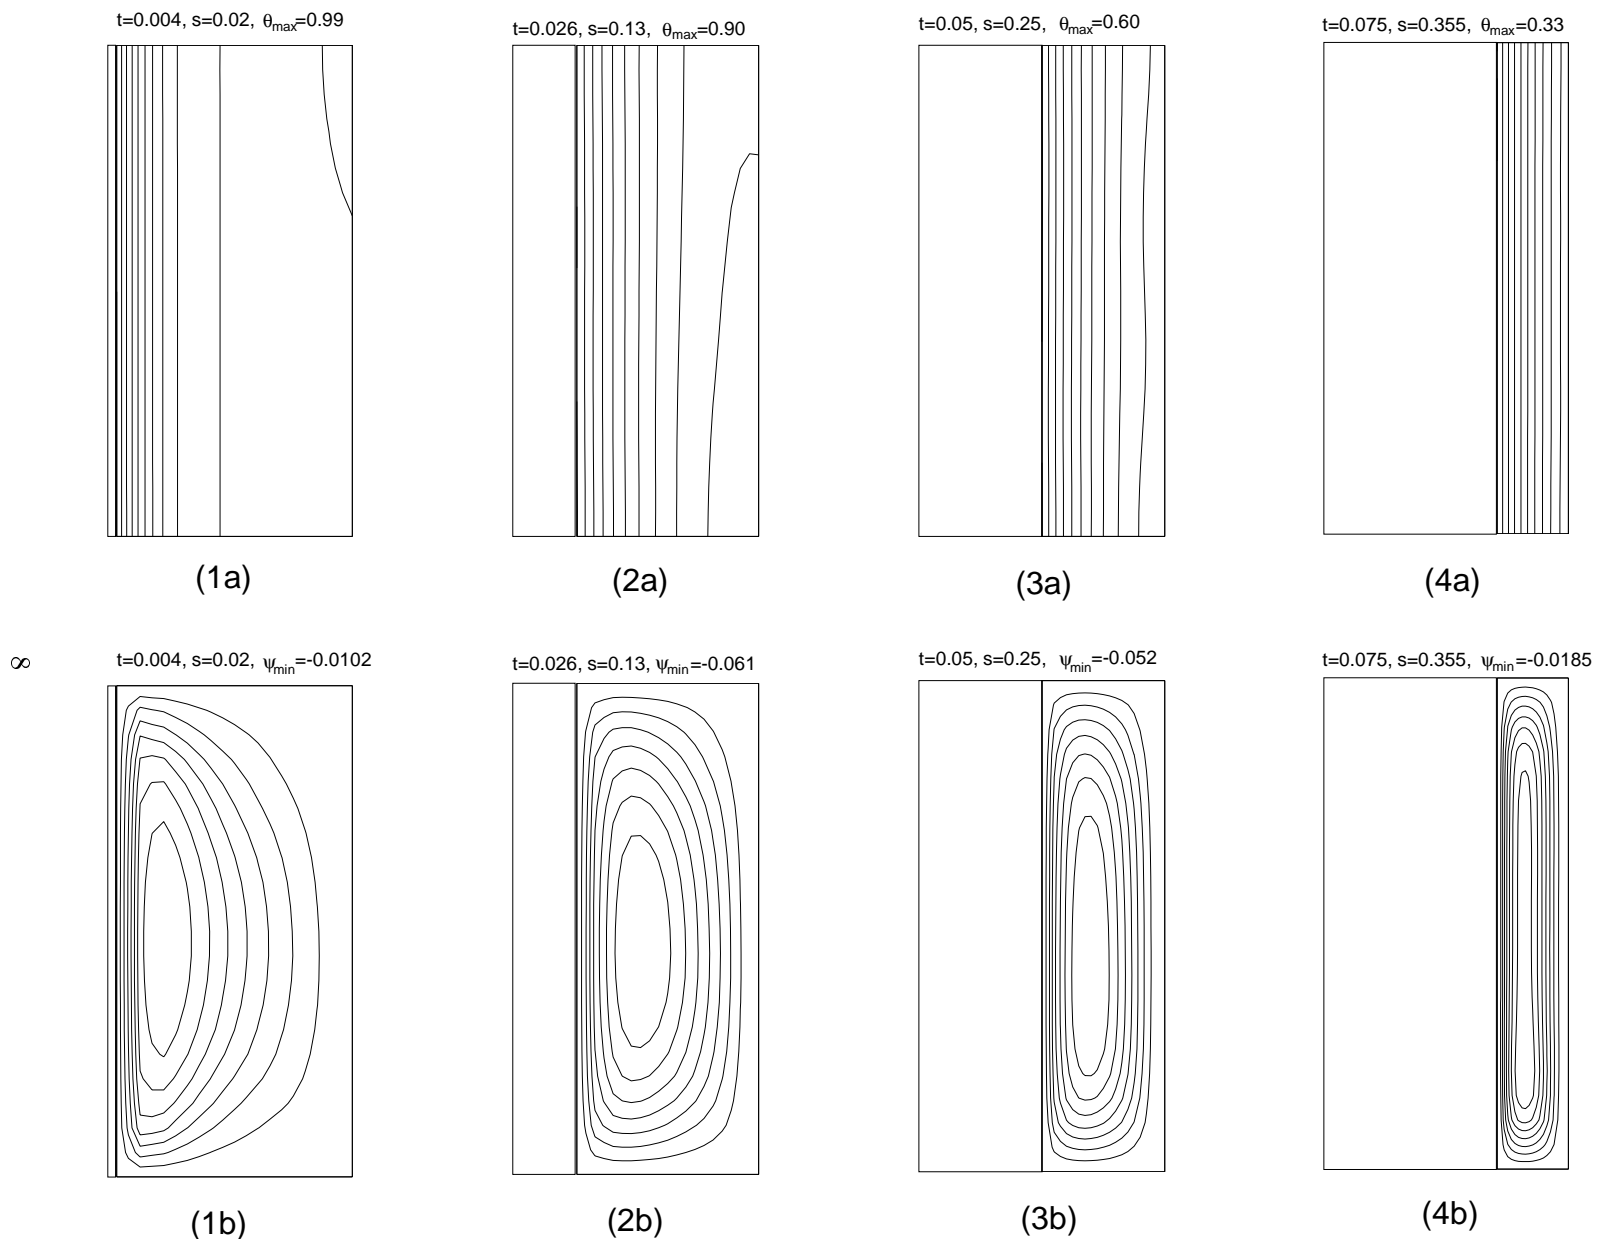 t=0.004, s=0.02, θmax=0.99
t=0.026, s=0.13, θmax=0.90
t=0.05, s=0.25, θmax=0.60
t=0.075, s=0.355, θmax=0.33
(1a)
(2a)
(3a)
(4a)
∞
t=0.004, s=0.02, ψmin=-0.0102
t=0.026, s=0.13, ψmin=-0.061
t=0.05, s=0.25, ψmin=-0.052
t=0.075, s=0.355, ψmin=-0.0185
(1b)
(2b)
(3b)
(4b)